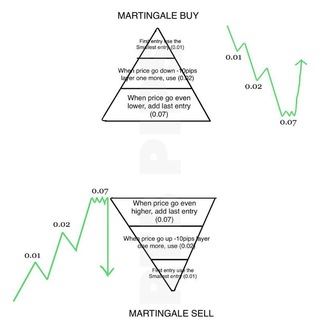 MARTINGALE BUY
First entry use the
Smallest entry (0.01)
When price go down -10pips
layer one more, use (0.02)
When price go even
lower, add last entry
(0.07)
0.01
0.02
0.07
0.07
0.02
0.01
When price go even
higher, add last entry
(0.07)
When price go up -10pips layer
one more, use (0.02)
First entry use the
Smallest entry (0.01)
MARTINGALE SELL